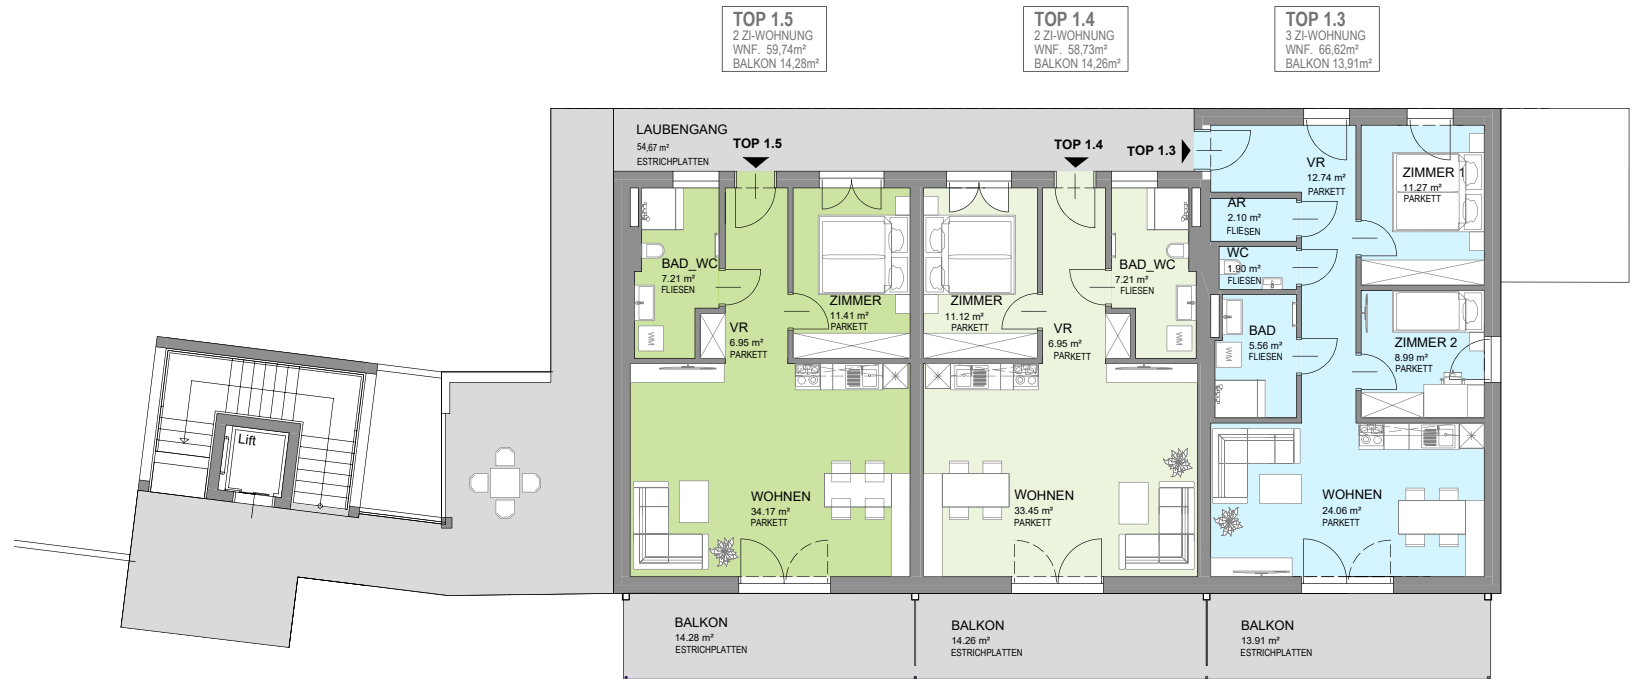 TOP 1.5
2 ZI-WOHNUNG
WNF. 59,74m²
BALKON 14,28m²
TOP 1.4
2 ZI-WOHNUNG
WNF. 58,73m²
BALKON 14,26m²
TOP 1.3
3 ZI-WOHNUNG
WNF. 66,62m²
BALKON 13,91m²
LAUBENGANG
54,67 m²
ESTRICHPLATTEN
TOP 1.5
TOP 1.4
TOP 1.3
VR
12.74 m²
PARKETT
ZIMMER 1
11.27 m²
PARKETT
AR
2.10 m²
FLIESEN
WC
1.90 m²
FLIESEN
BAD_WC
7.21 m²
FLIESEN
WM
VR
6.95 m²
PARKETT
ZIMMER
11.41 m²
PARKETT
ZIMMER
11.12 m²
PARKETT
VR
6.95 m²
PARKETT
BAD_WC
7.21 m²
FLIESEN
WM
BAD
5.56 m²
FLIESEN
WM
ZIMMER 2
8.99 m²
PARKETT
Lift
WOHNEN
34.17 m²
PARKETT
WOHNEN
33.45 m²
PARKETT
WOHNEN
24.06 m²
PARKETT
BALKON
14.28 m²
ESTRICHPLATTEN
BALKON
14.26 m²
ESTRICHPLATTEN
BALKON
13.91 m²
ESTRICHPLATTEN